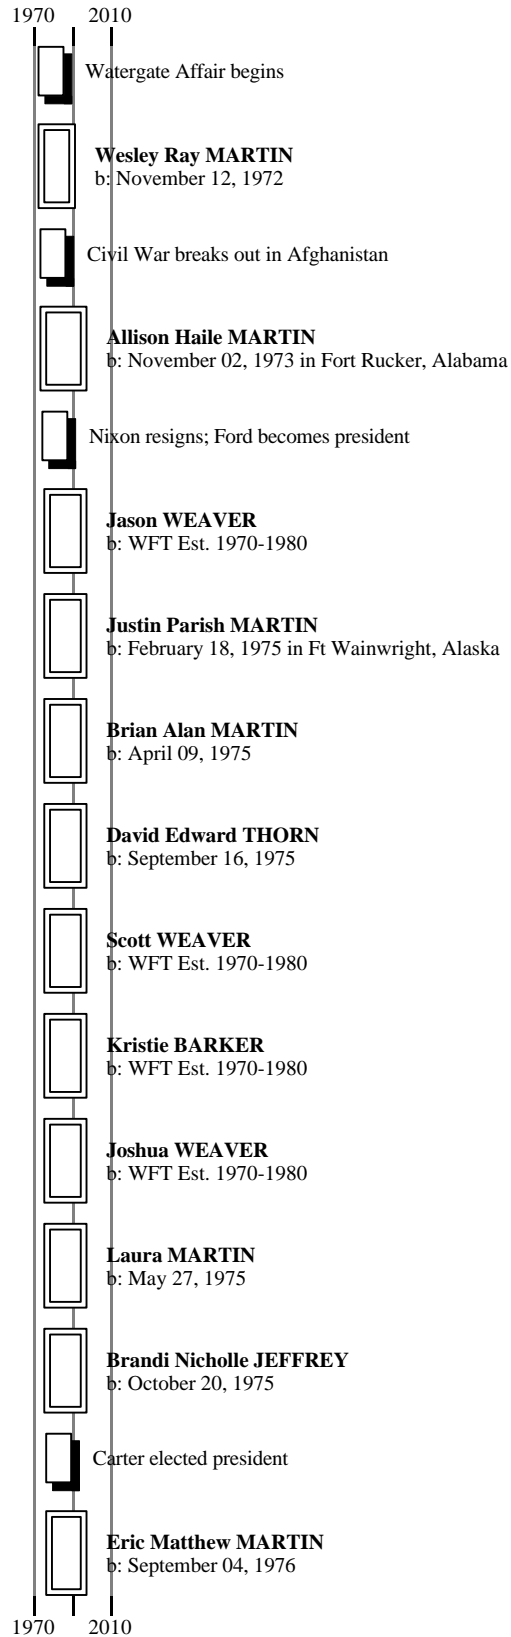 1970 2010
Watergate Affair begins
Wesley Ray MARTIN
b: November 12, 1972
Civil War breaks out in Afghanistan
Allison Haile MARTIN
b: November 02, 1973 in Fort Rucker, Alabama
Nixon resigns; Ford becomes president
Jason WEAVER
b: WFT Est. 1970-1980
Justin Parish MARTIN
b: February 18, 1975 in Ft Wainwright, Alaska
Brian Alan MARTIN
b: April 09, 1975
David Edward THORN
b: September 16, 1975
Scott WEAVER
b: WFT Est. 1970-1980
Kristie BARKER
b: WFT Est. 1970-1980
Joshua WEAVER
b: WFT Est. 1970-1980
Laura MARTIN
b: May 27, 1975
Brandi Nicholle JEFFREY
b: October 20, 1975
Carter elected president
Eric Matthew MARTIN
b: September 04, 1976
1970 2010